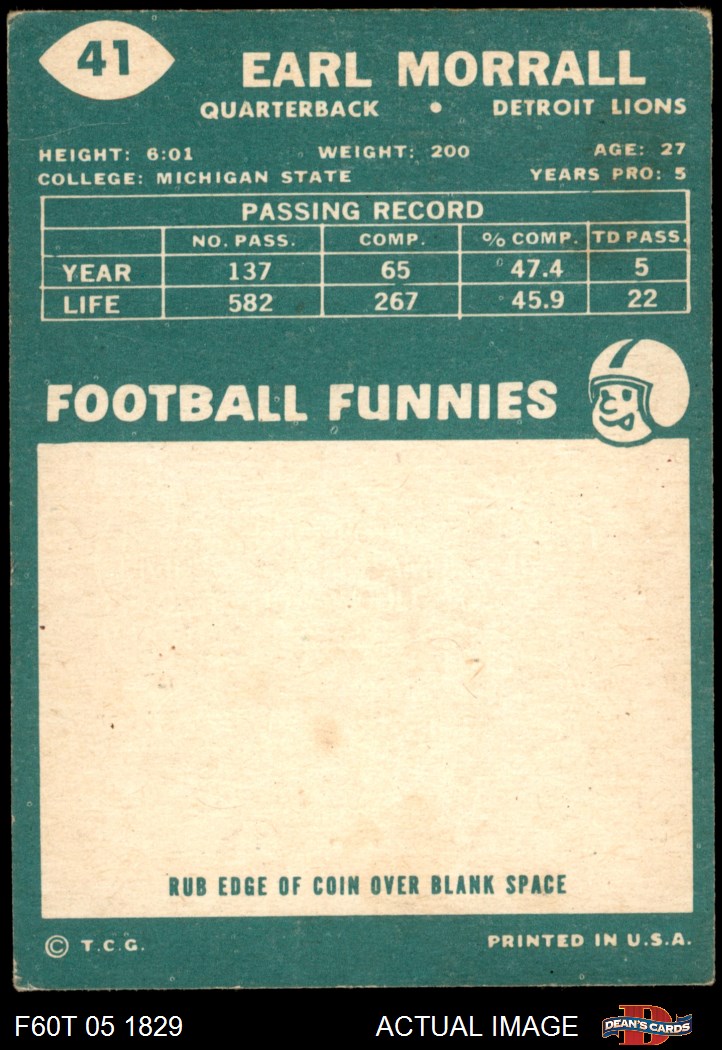 41
EARL MORRALL
QUARTERBACK • DETROIT LIONS
HEIGHT: 6:01 WEIGHT: 200 AGE: 27
COLLEGE: MICHIGAN STATE YEARS PRO: 5
PASSING RECORD
NO. PASS. COMP. % COMP. TD PASS.
YEAR 137 65 47.4 5
LIFE 582 267 45.9 22
FOOTBALL FUNNIES
RUB EDGE OF COIN OVER BLANK SPACE
© T.C.G. PRINTED IN U.S.A.
F60T 05 1829 ACTUAL IMAGE D DEAN'S CARDS